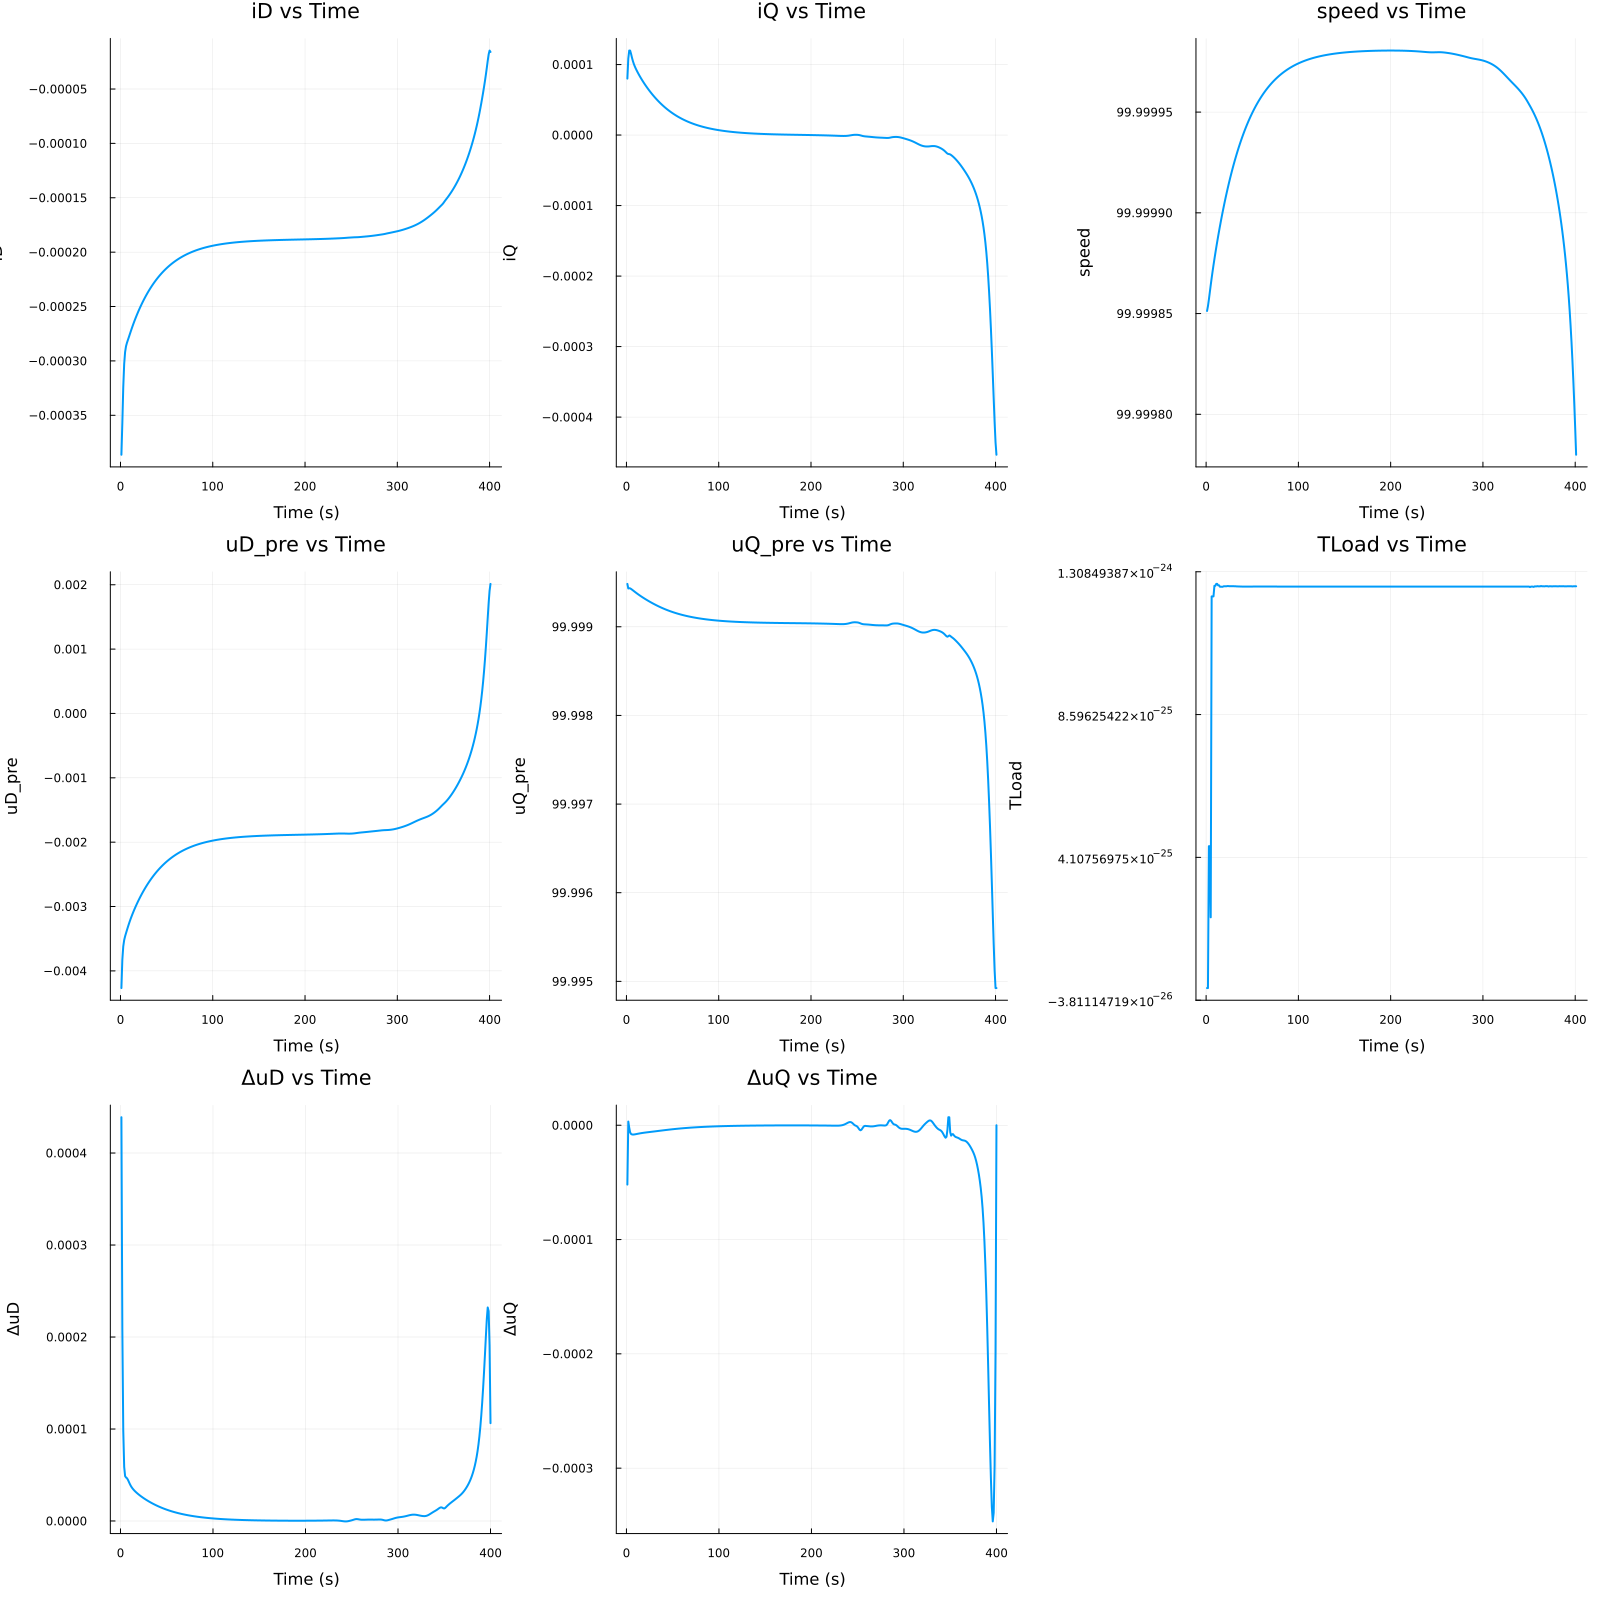 iD vs Time
−0.00005
−0.00010
−0.00015
−0.00020
−0.00025
−0.00030
−0.00035
0 100 200 300 400
Time (s)
iQ vs Time
iQ
0.0001
0.0000
−0.0001
−0.0002
−0.0003
−0.0004
0 100 200 300 400
Time (s)
speed vs Time
speed
99.99995
99.99990
99.99985
99.99980
0 100 200 300 400
Time (s)
uD_pre vs Time
uD_pre
0.002
0.001
0.000
−0.001
−0.002
−0.003
−0.004
0 100 200 300 400
Time (s)
uQ_pre vs Time
uQ_pre
99.999
99.998
99.997
99.996
99.995
0 100 200 300 400
Time (s)
TLoad vs Time
TLoad
1.30849387×10⁻²⁴
8.59625422×10⁻²⁵
4.10756975×10⁻²⁵
−3.81114719×10⁻²⁶
0 100 200 300 400
Time (s)
ΔuD vs Time
ΔuD
0.0004
0.0003
0.0002
0.0001
0.0000
0 100 200 300 400
Time (s)
ΔuQ vs Time
ΔuQ
0.0000
−0.0001
−0.0002
−0.0003
0 100 200 300 400
Time (s)